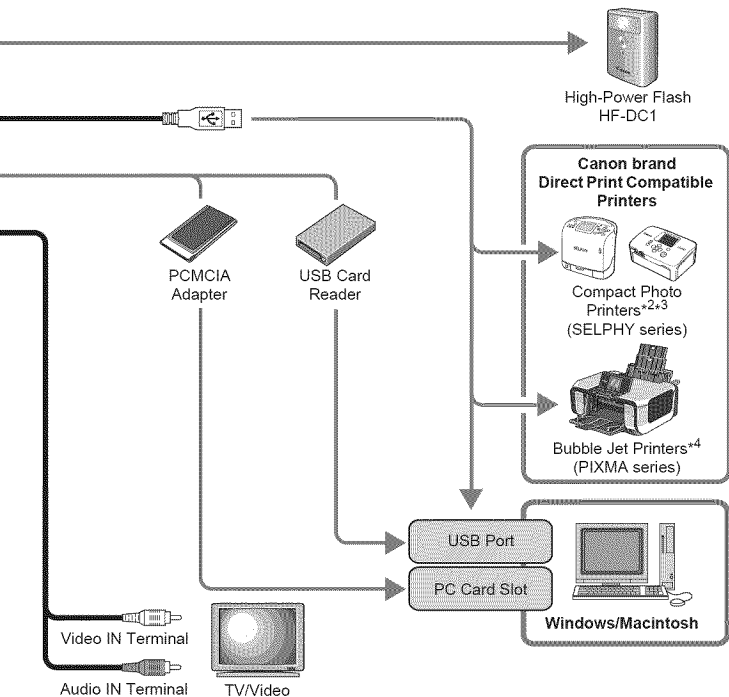 High-Power Flash
HF-DC1
Canon brand
Direct Print Compatible
Printers
PCMCIA
Adapter
USB Card
Reader
Compact Photo
Printers*2*3
(SELPHY series)
Bubble Jet Printers*4
(PIXMA series)
USB Port
PC Card Slot
Windows/Macintosh
Video IN Terminal
Audio IN Terminal
TV/Video